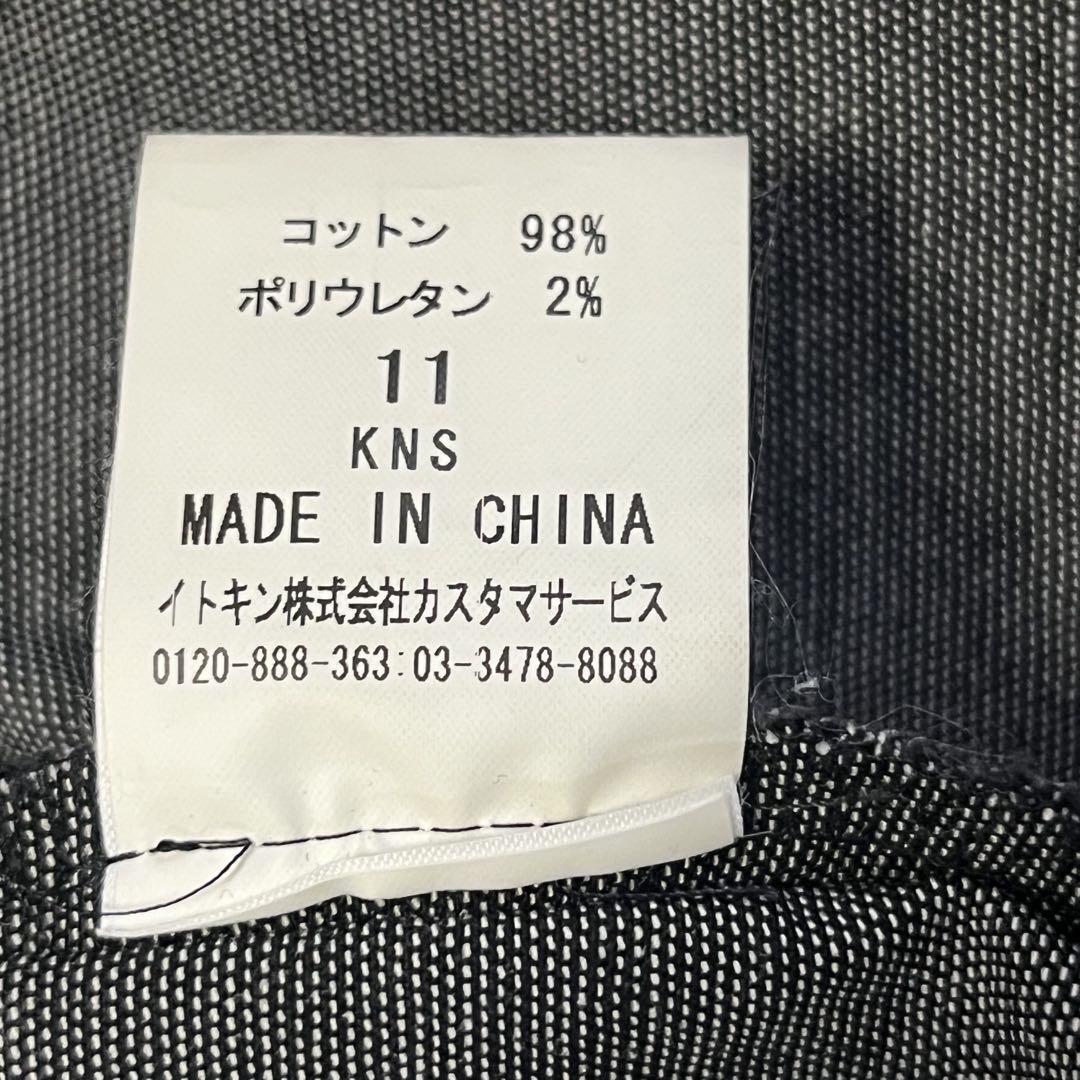 コットン 98%
ポリウレタン 2%
11
KNS
MADE IN CHINA
イトキン株式会社カスタマサービス
0120-888-363:03-3478-8088